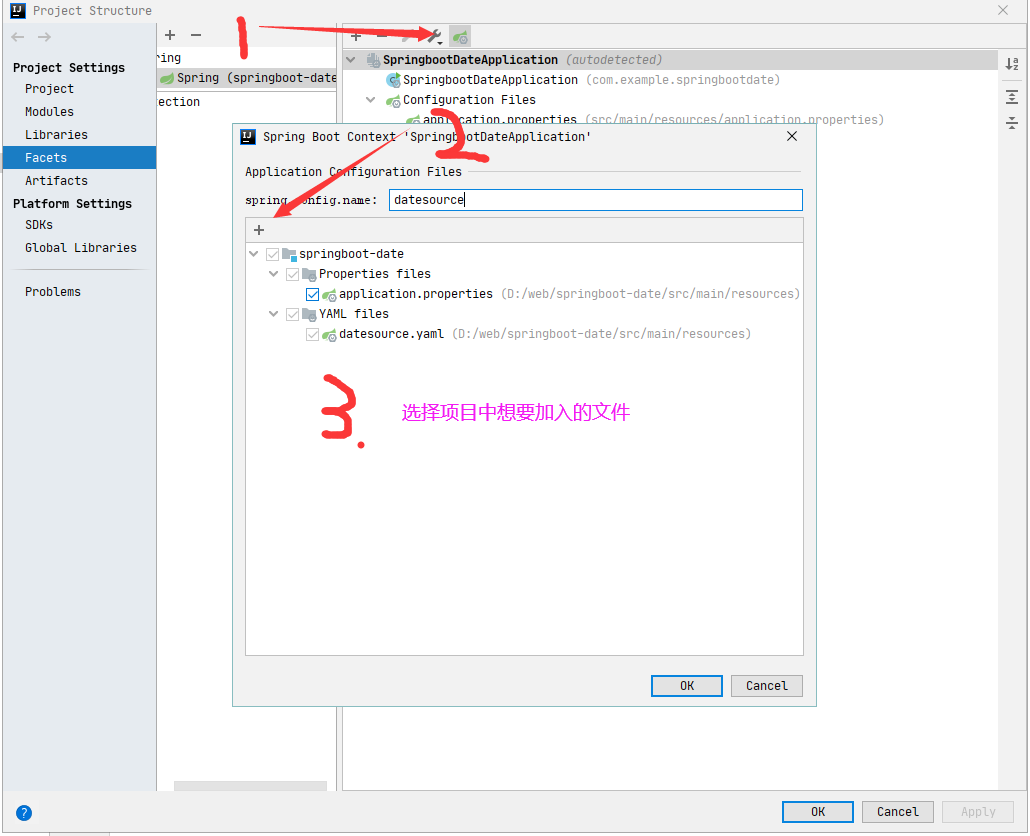 Project Structure
1
ring
Spring (springboot-date
ection
Project Settings
Project
Modules
Libraries
Facets
Artifacts
Platform Settings
SDKs
Global Libraries
Problems
SpringbootDateApplication (autodetected)
SpringbootDateApplication (com.example.springbootdate)
Configuration Files
application.properties (src/main/resources/application.properties)
2
Spring Boot Context 'SpringbootDateApplication'
Application Configuration Files
spring.config.name: datesource
springboot-date
Properties files
application.properties (D:/web/springboot-date/src/main/resources)
YAML files
datesource.yaml (D:/web/springboot-date/src/main/resources)
3. 选择项目中想要加入的文件
OK Cancel
? OK Cancel Apply